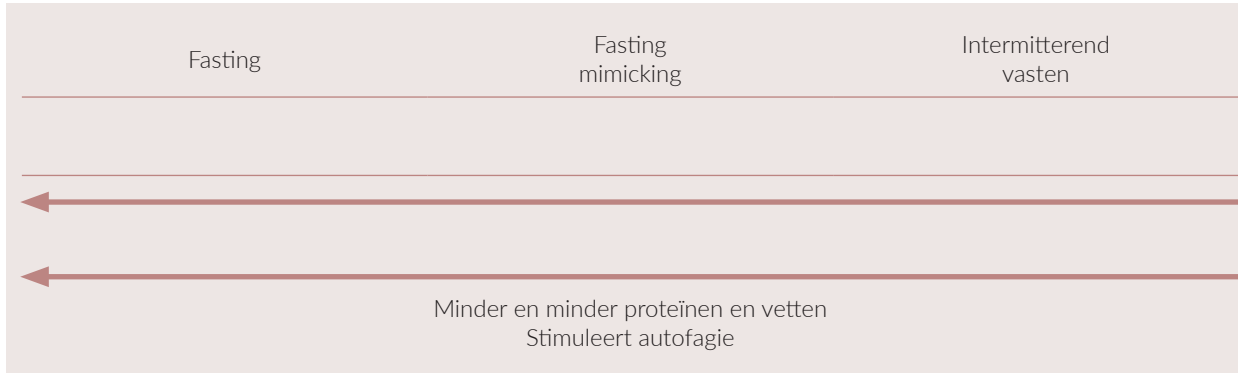 Fasting
Fasting
mimicking
Intermitterend
vasten
Minder en minder proteïnen en vetten
Stimuleert autofagie